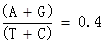 (A + G) / (T + C) = 0.4